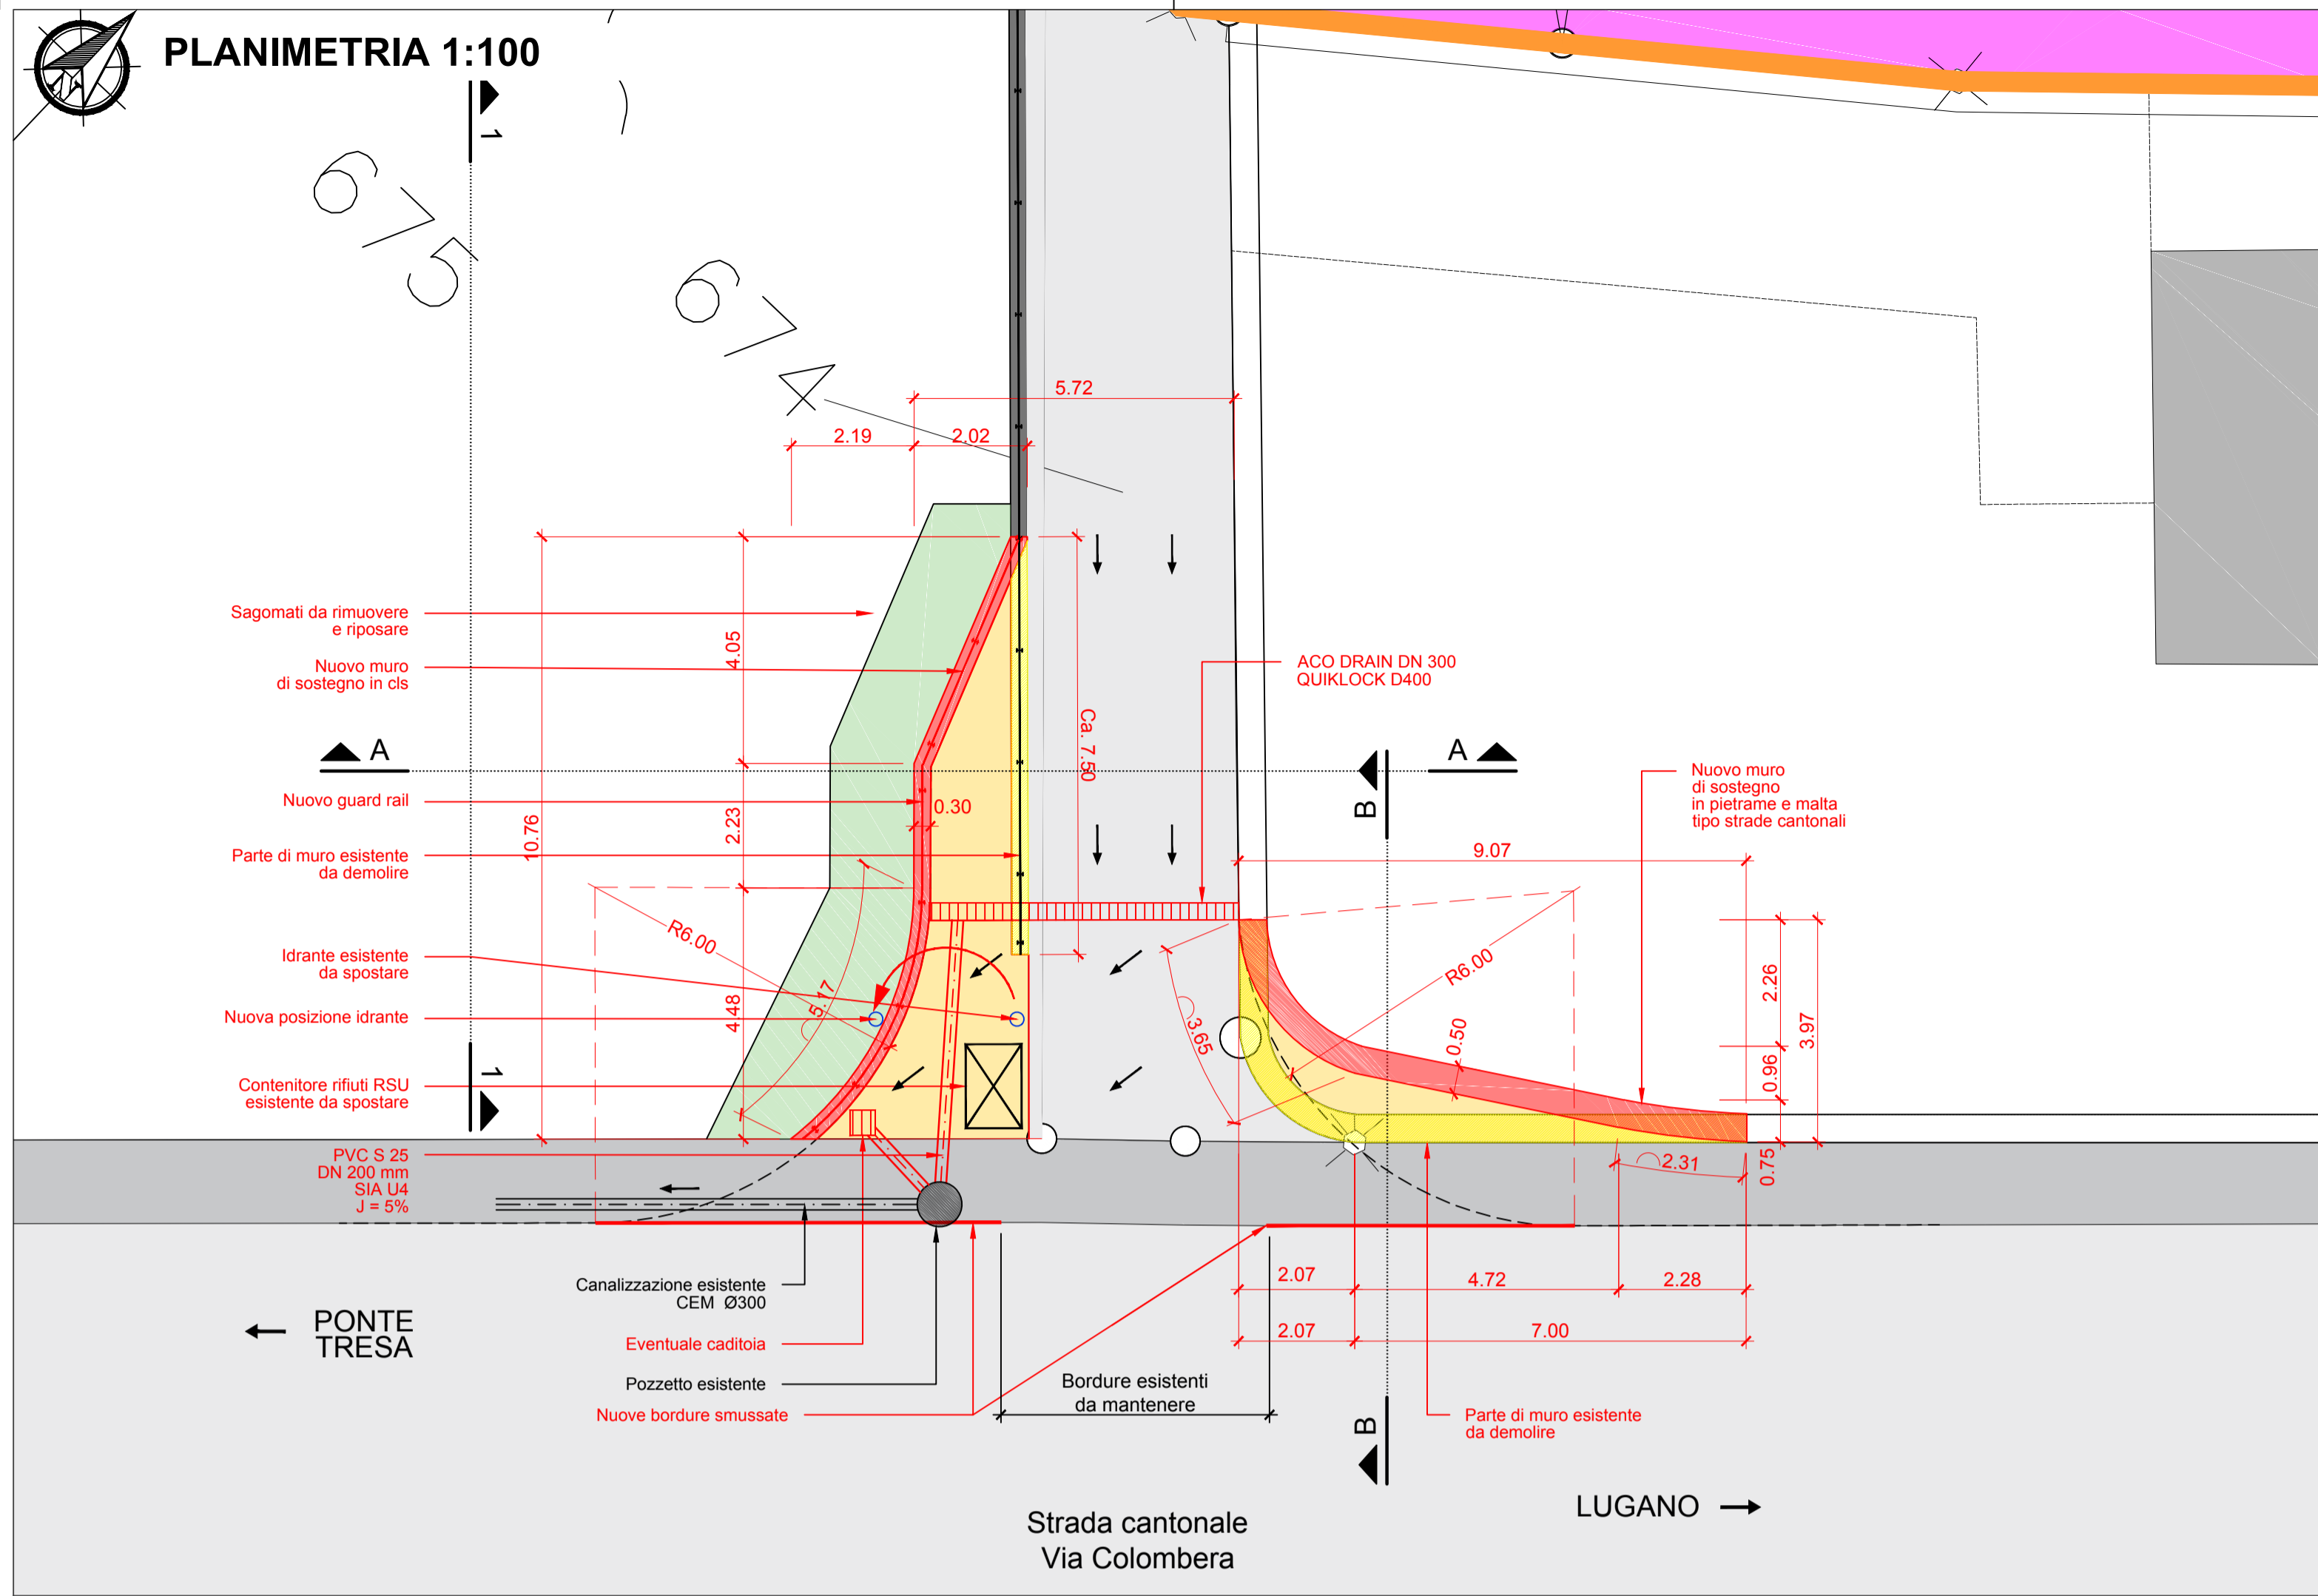 PLANIMETRIA 1:100
N
1
675
674
5.72
2.19
2.02
Sagomati da rimuovere
e riposare
Nuovo muro
di sostegno in cls
A
Nuovo guard rail
Parte di muro esistente
da demolire
Idrante esistente
da spostare
Nuova posizione idrante
Contenitore rifiuti RSU
esistente da spostare
1
PVC S 25
DN 200 mm
SIA U4
J = 5%
10.76
4.05
2.23
4.48
0.30
R6.00
5.17
Ca. 7.50
ACO DRAIN DN 300
QUIKLOCK D400
A
B
Nuovo muro
di sostegno
in pietrame e malta
tipo strade cantonali
9.07
R6.00
3.65
0.50
2.26
0.96
3.97
0.75
2.31
2.07
4.72
2.28
2.07
7.00
Canalizzazione esistente
CEM Ø300
Eventuale caditoia
Pozzetto esistente
Nuove bordure smussate
Bordure esistenti
da mantenere
Parte di muro esistente
da demolire
B
PONTE
TRESA
LUGANO
Strada cantonale
Via Colombera